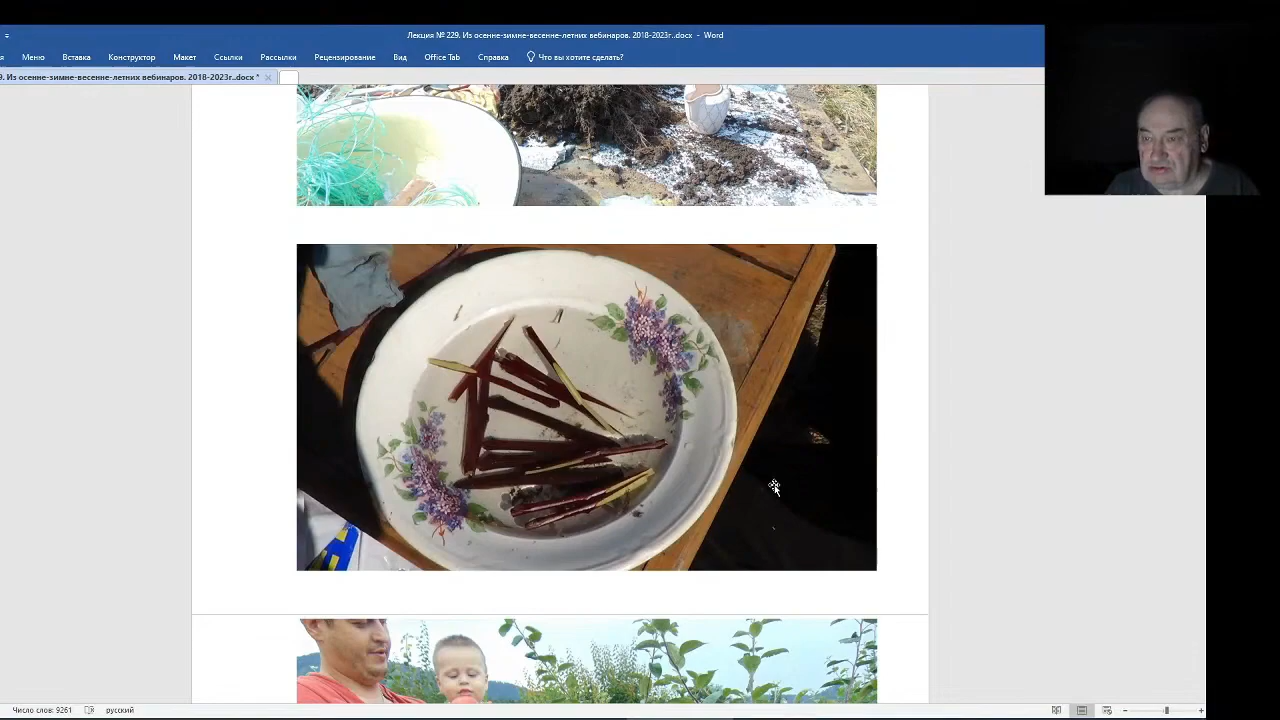 Лекция № 229. Из осенне-зимне-весенне-летних вебинаров. 2018-2023г..docx - Word
Меню Вставка Конструктор Макет Ссылки Рассылки Рецензирование Вид Office Tab Справка Что вы хотите сделать?
9. Из осенне-зимне-весенне-летних вебинаров. 2018-2023г..docx *
Число слов: 9261 русский